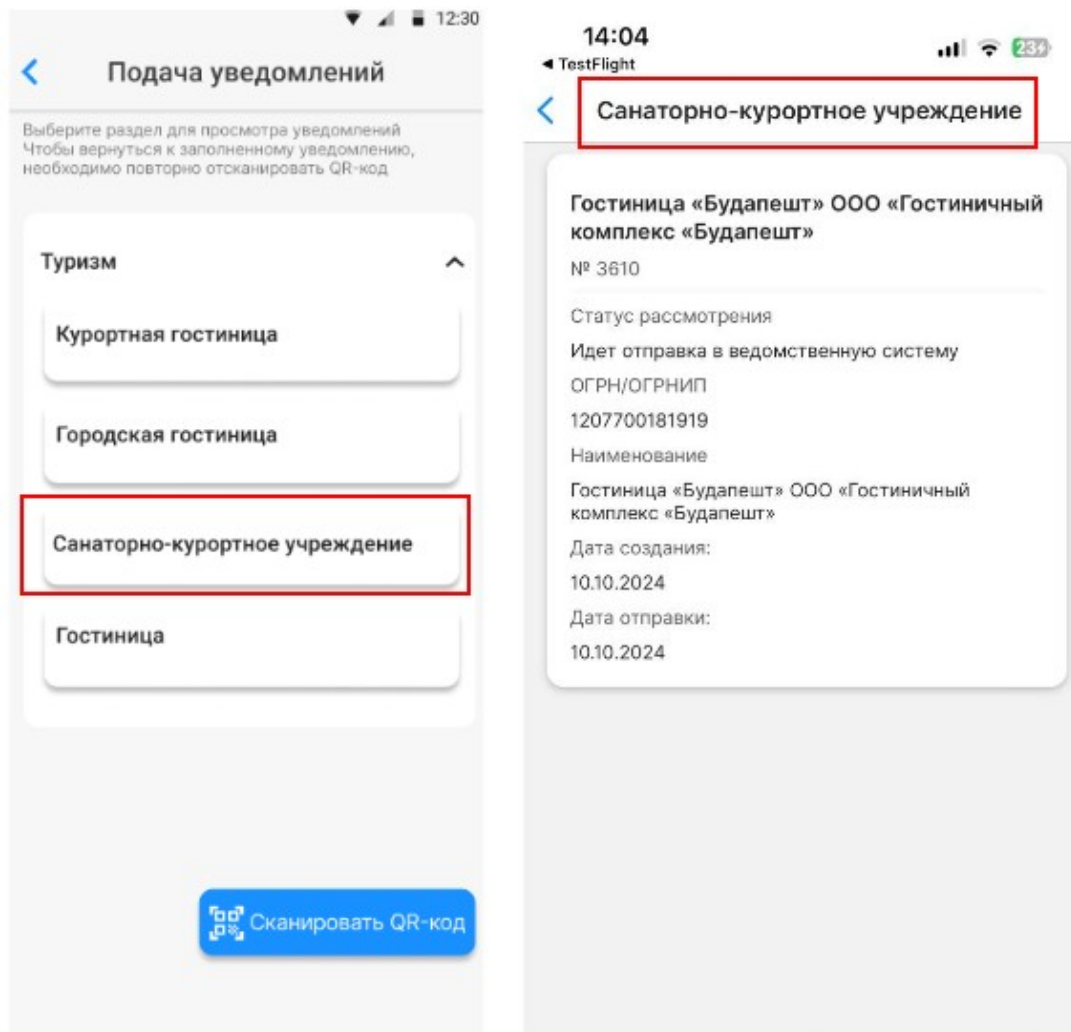 12:30
Подача уведомлений
Выберите раздел для просмотра уведомлений
Чтобы вернуться к заполненному уведомлению,
необходимо повторно отсканировать QR-код
Туризм
Курортная гостиница
Городская гостиница
Санаторно-курортное учреждение
Гостиница
Сканировать QR-код
14:04
TestFlight
23
Санаторно-курортное учреждение
Гостиница «Будапешт» ООО «Гостиничный
комплекс «Будапешт»
№ 3610
Статус рассмотрения
Идет отправка в ведомственную систему
ОГРН/ОГРНИП
1207700181919
Наименование
Гостиница «Будапешт» ООО «Гостиничный
комплекс «Будапешт»
Дата создания:
10.10.2024
Дата отправки:
10.10.2024